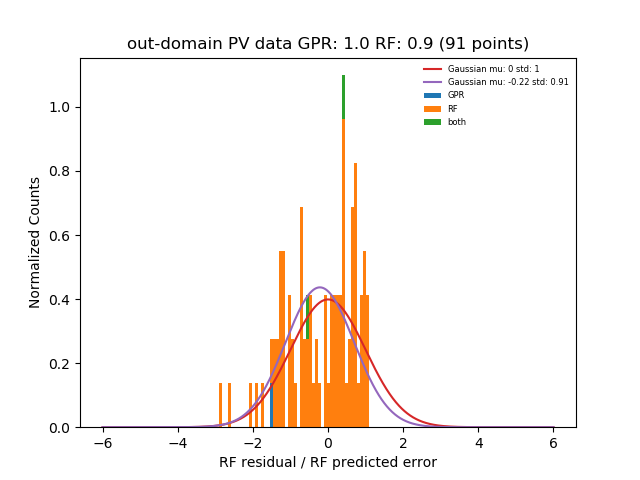 out-domain PV data GPR: 1.0 RF: 0.9 (91 points)
Gaussian mu: 0 std: 1
Gaussian mu: -0.22 std: 0.91
GPR
RF
both
Normalized Counts
1.0
0.8
0.6
0.4
0.2
0.0
−6 −4 −2 0 2 4 6
RF residual / RF predicted error